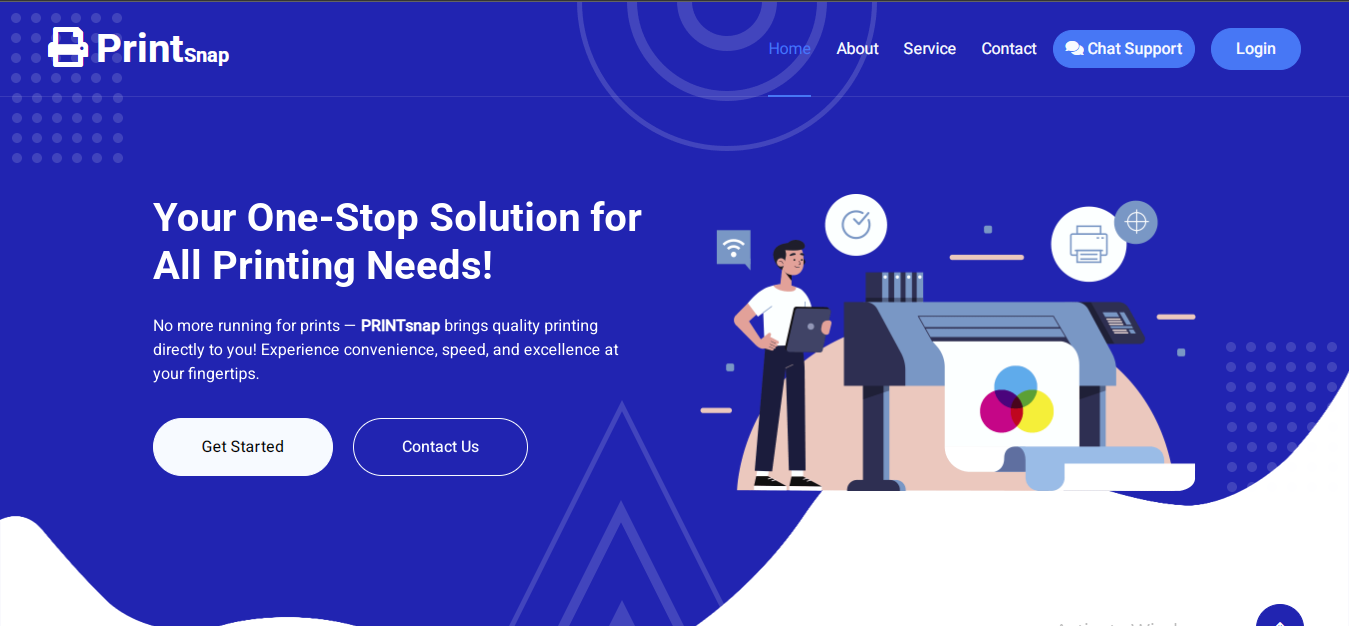 PrintSnap
Home About Service Contact Chat Support Login
Your One-Stop Solution for
All Printing Needs!
No more running for prints — PRINTsnap brings quality printing
directly to you! Experience convenience, speed, and excellence at
your fingertips.
Get Started Contact Us